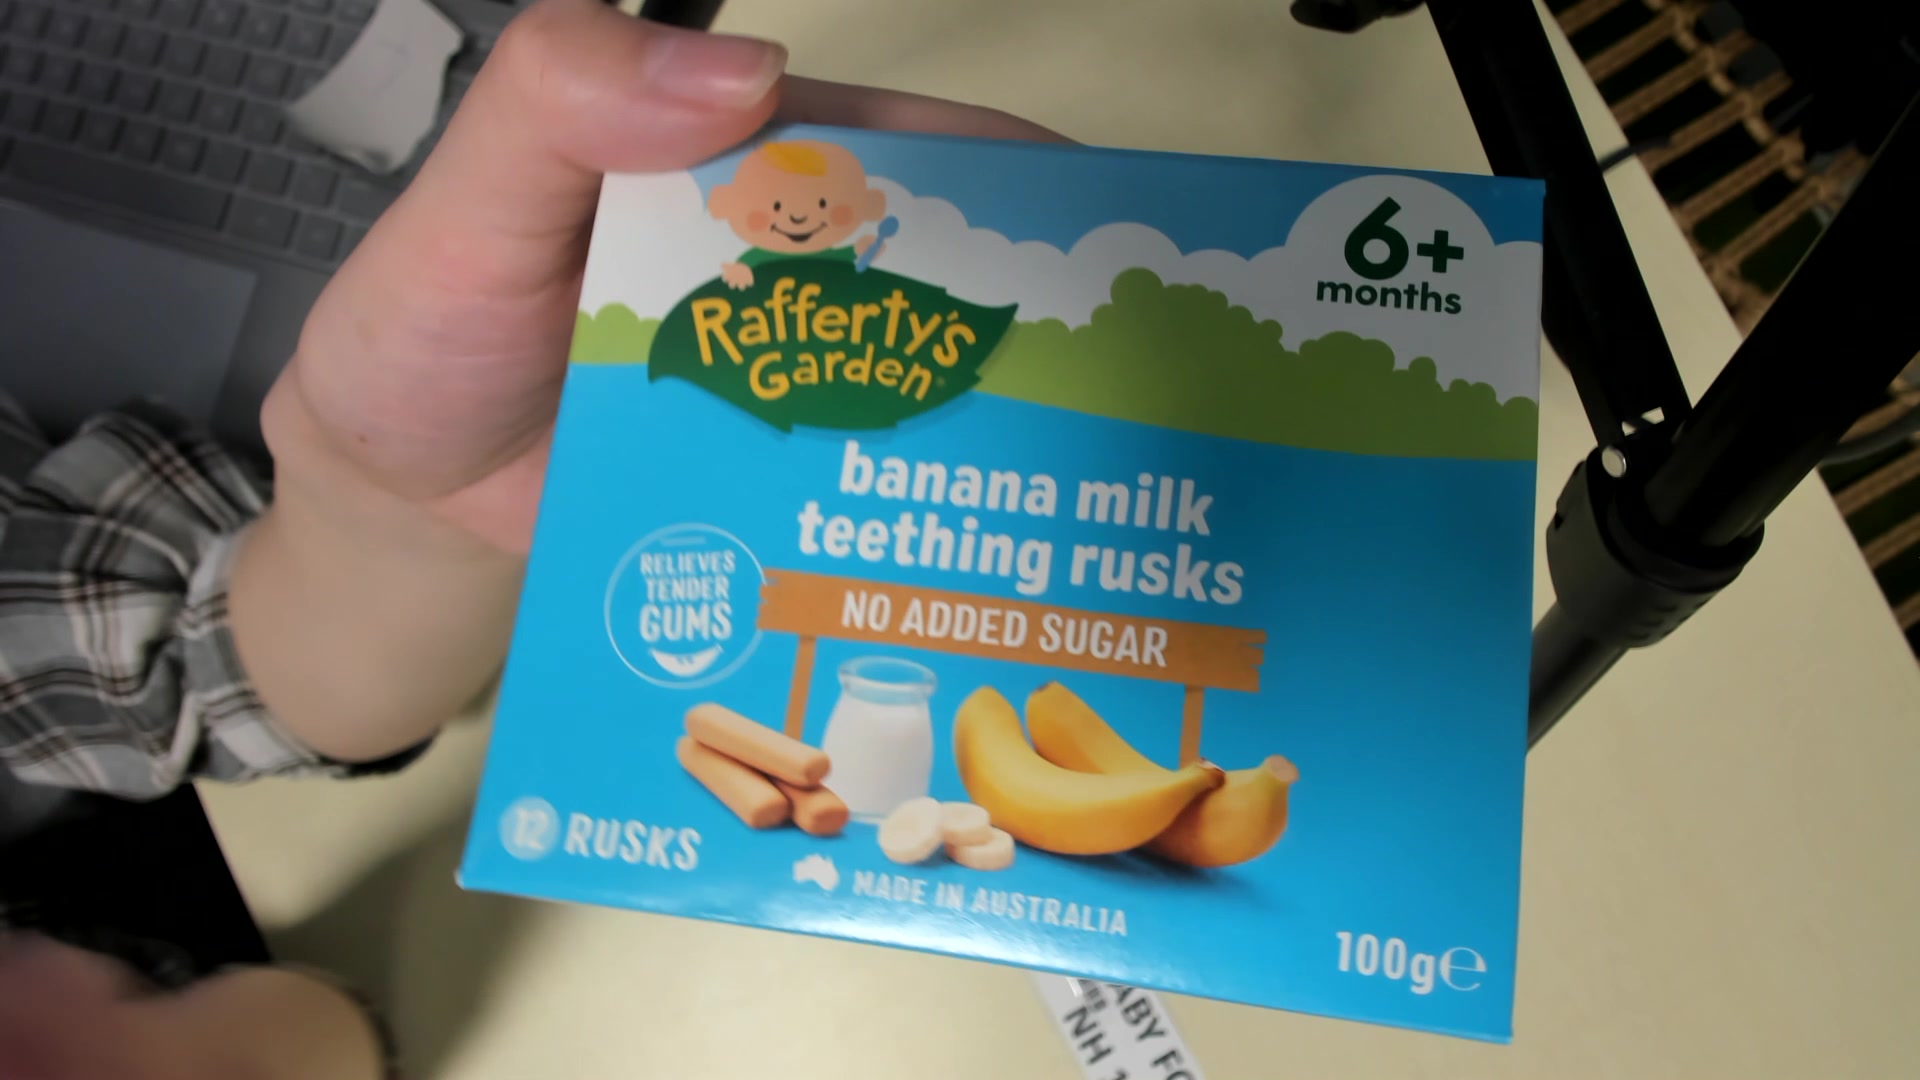 6+
months
Rafferty's
Garden
banana milk
teething rusks
RELIEVES
TENDER
GUMS
NO ADDED SUGAR
12 RUSKS
MADE IN AUSTRALIA
100g℮
NH